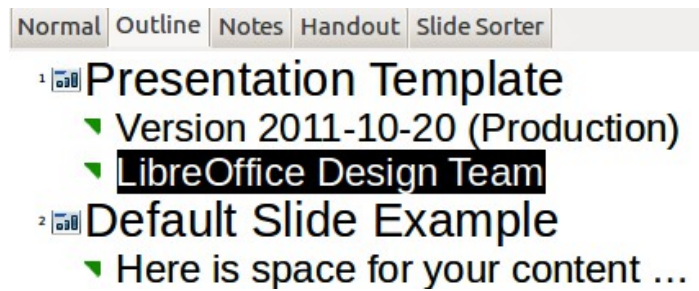 Normal Outline Notes Handout Slide Sorter
1 Presentation Template
Version 2011-10-20 (Production)
LibreOffice Design Team
2 Default Slide Example
Here is space for your content ...